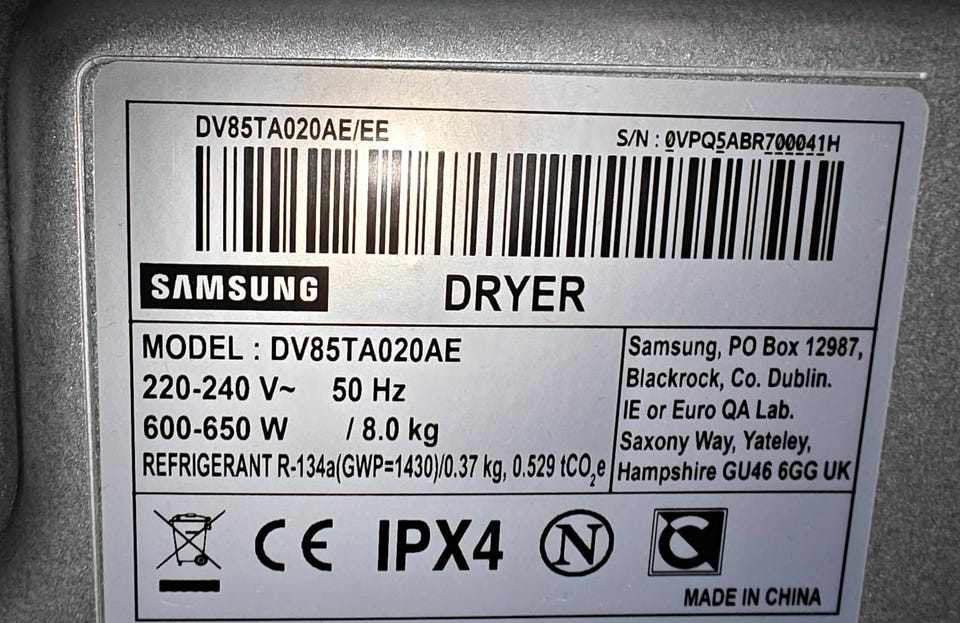 DV85TA020AE/EE
S/N : 0VPQ5ABR700041H
SAMSUNG DRYER
MODEL : DV85TA020AE
220-240 V~ 50 Hz
600-650 W / 8.0 kg
REFRIGERANT R-134a(GWP=1430)/0.37 kg, 0.529 tCO₂e
Samsung, PO Box 12987,
Blackrock, Co. Dublin.
IE or Euro QA Lab.
Saxony Way, Yateley,
Hampshire GU46 6GG UK
CE IPX4 N
MADE IN CHINA